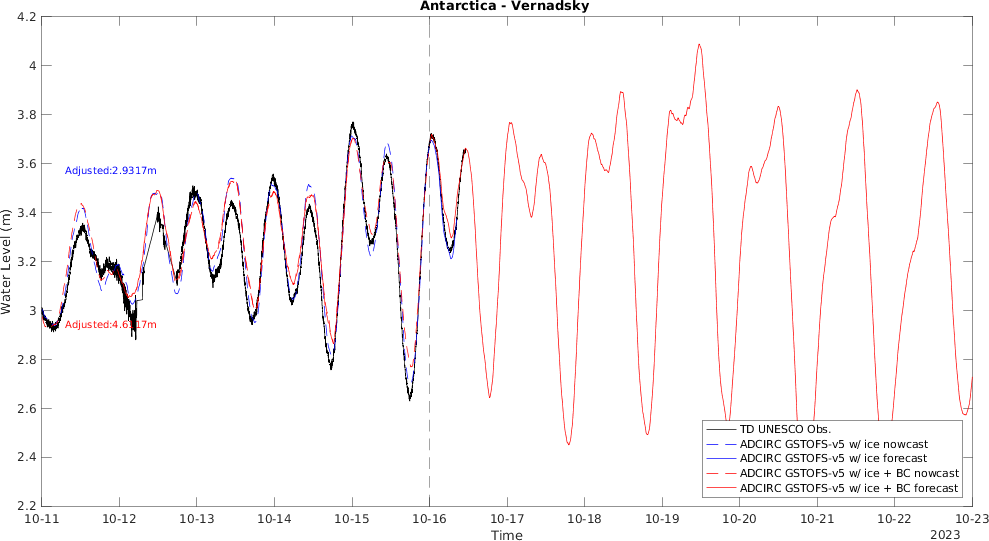 Antarctica - Vernadsky
Water Level (m)
4.2
4
3.8
3.6
3.4
3.2
3
2.8
2.6
2.4
2.2
Adjusted:2.9317m
TD UNESCO Obs.
ADCIRC GSTOFS-v5 w/ ice nowcast
ADCIRC GSTOFS-v5 w/ ice forecast
ADCIRC GSTOFS-v5 w/ ice + BC nowcast
ADCIRC GSTOFS-v5 w/ ice + BC forecast
10-11 10-12 10-13 10-14 10-15 10-16 10-17 10-18 10-19 10-20 10-21 10-22 10-23
Time
2023